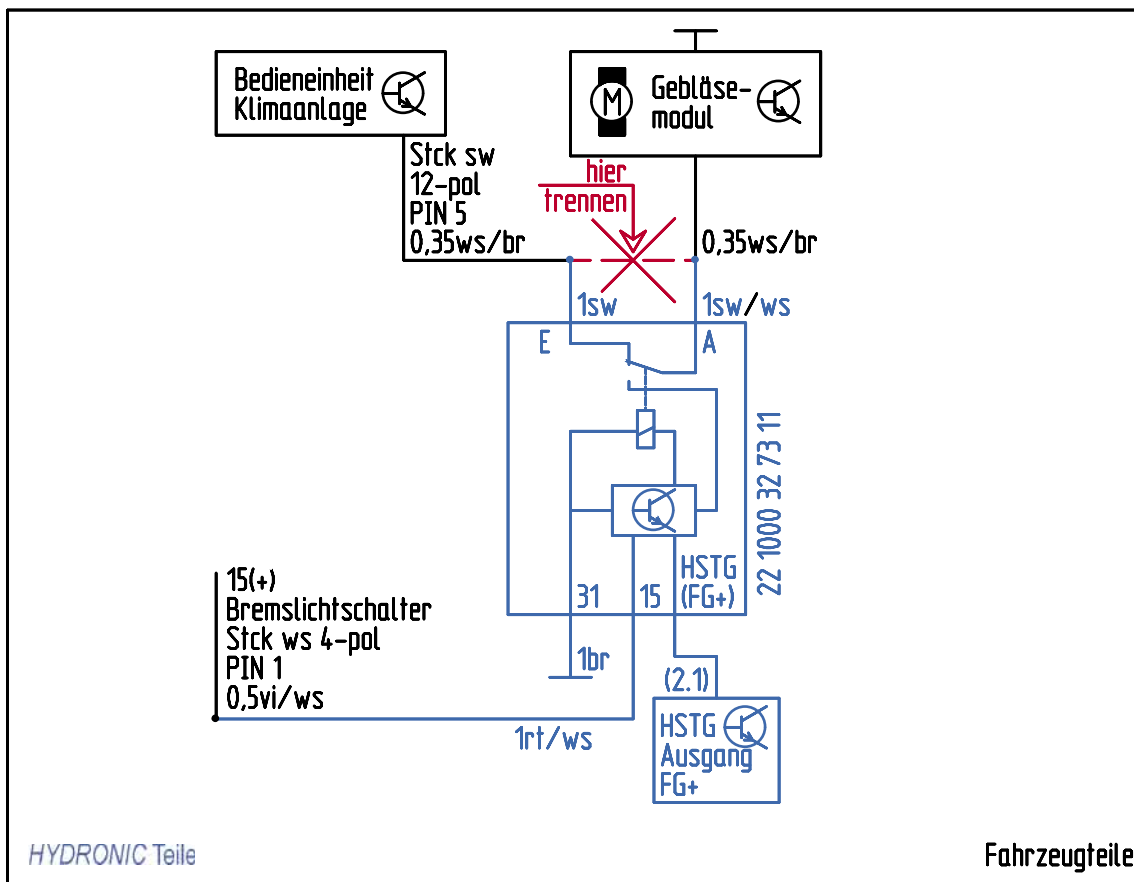 Bedieneinheit
Klimaanlage
M
Gebläse-
modul
Stck sw
12-pol
PIN 5
0,35ws/br
hier
trennen
0,35ws/br
1sw
1sw/ws
E
A
22 1000 32 73 11
HSTG
(FG+)
31
15
15(+)
Bremslichtschalter
Stck ws 4-pol
PIN 1
0,5vi/ws
1br
(2.1)
1rt/ws
HSTG
Ausgang
FG+
HYDRONIC Teile
Fahrzeugteile